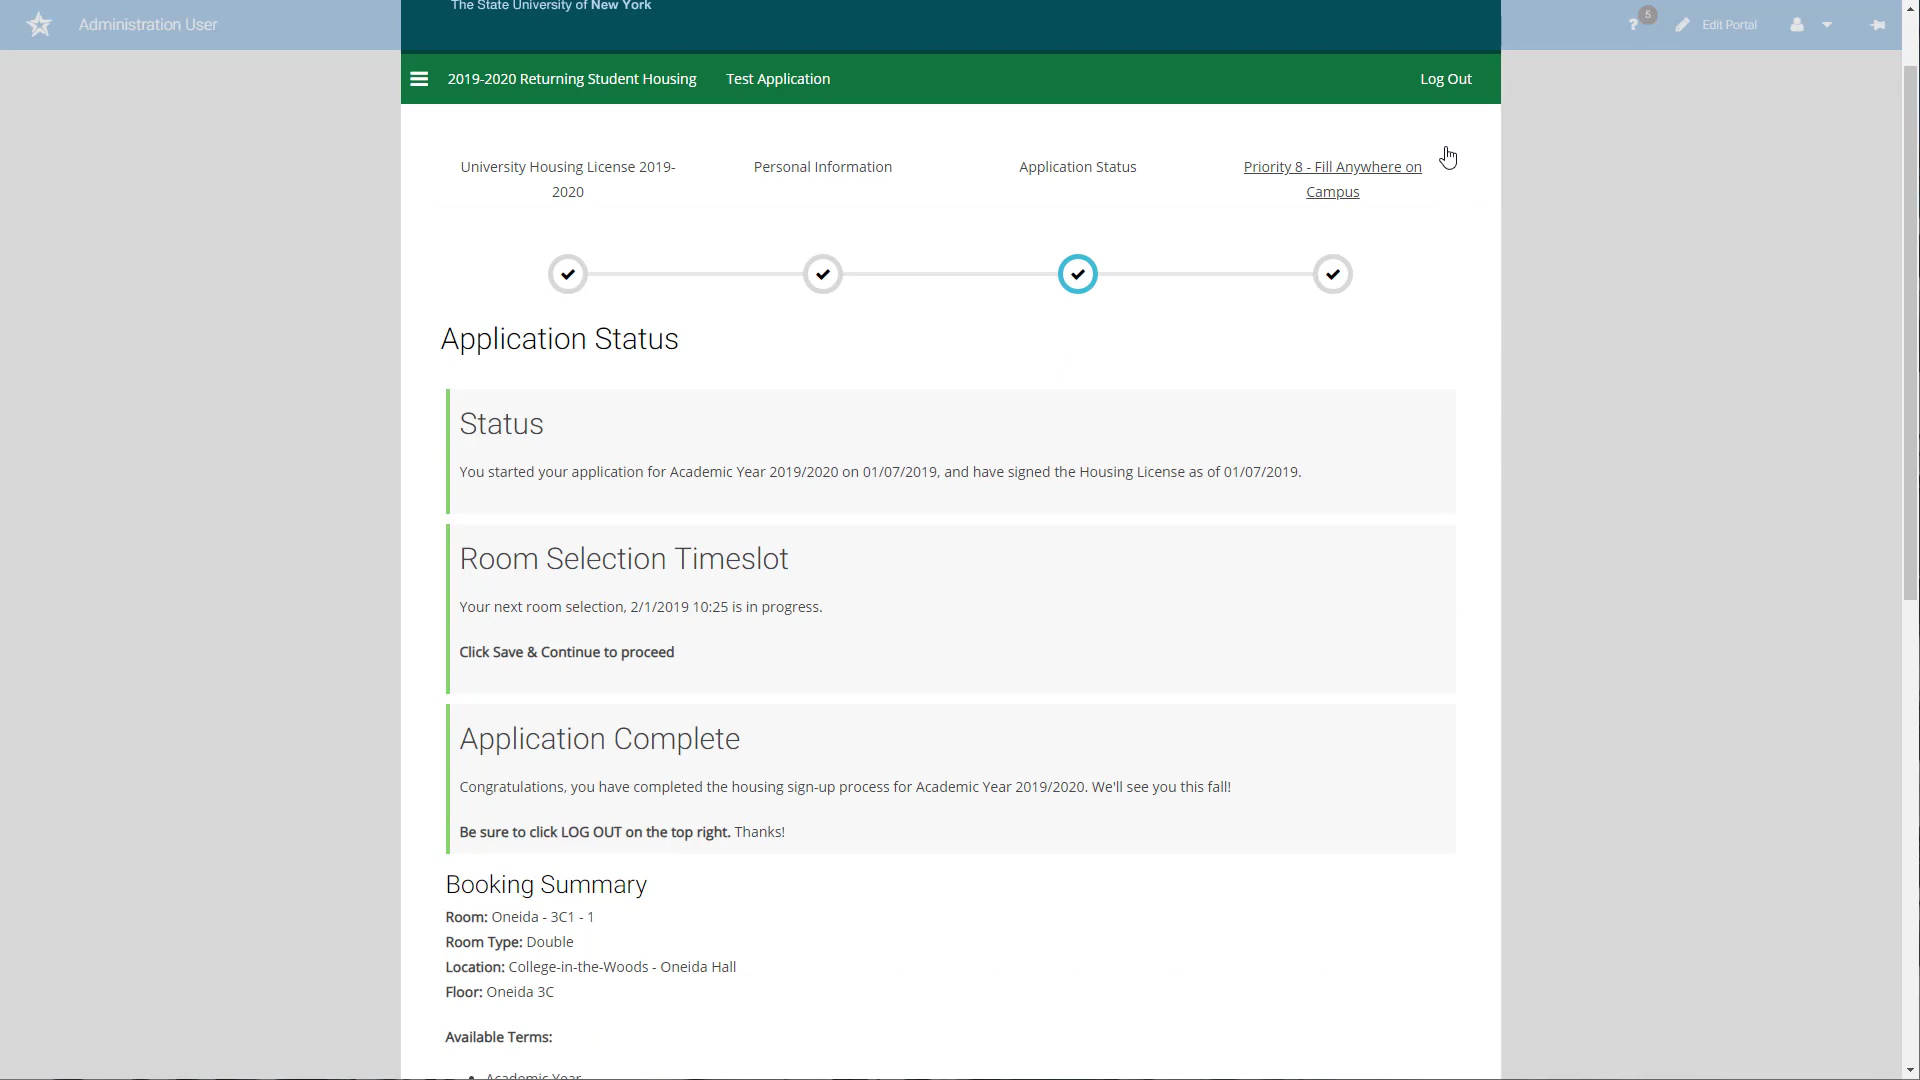 The State University of New York
Administration User
? 5 Edit Portal
2019-2020 Returning Student Housing Test Application Log Out
University Housing License 2019-
2020
Personal Information
Application Status
Priority 8 - Fill Anywhere on
Campus
Application Status
Status
You started your application for Academic Year 2019/2020 on 01/07/2019, and have signed the Housing License as of 01/07/2019.
Room Selection Timeslot
Your next room selection, 2/1/2019 10:25 is in progress.
Click Save & Continue to proceed
Application Complete
Congratulations, you have completed the housing sign-up process for Academic Year 2019/2020. We'll see you this fall!
Be sure to click LOG OUT on the top right. Thanks!
Booking Summary
Room: Oneida - 3C1 - 1
Room Type: Double
Location: College-in-the-Woods - Oneida Hall
Floor: Oneida 3C
Available Terms:
Academic Year